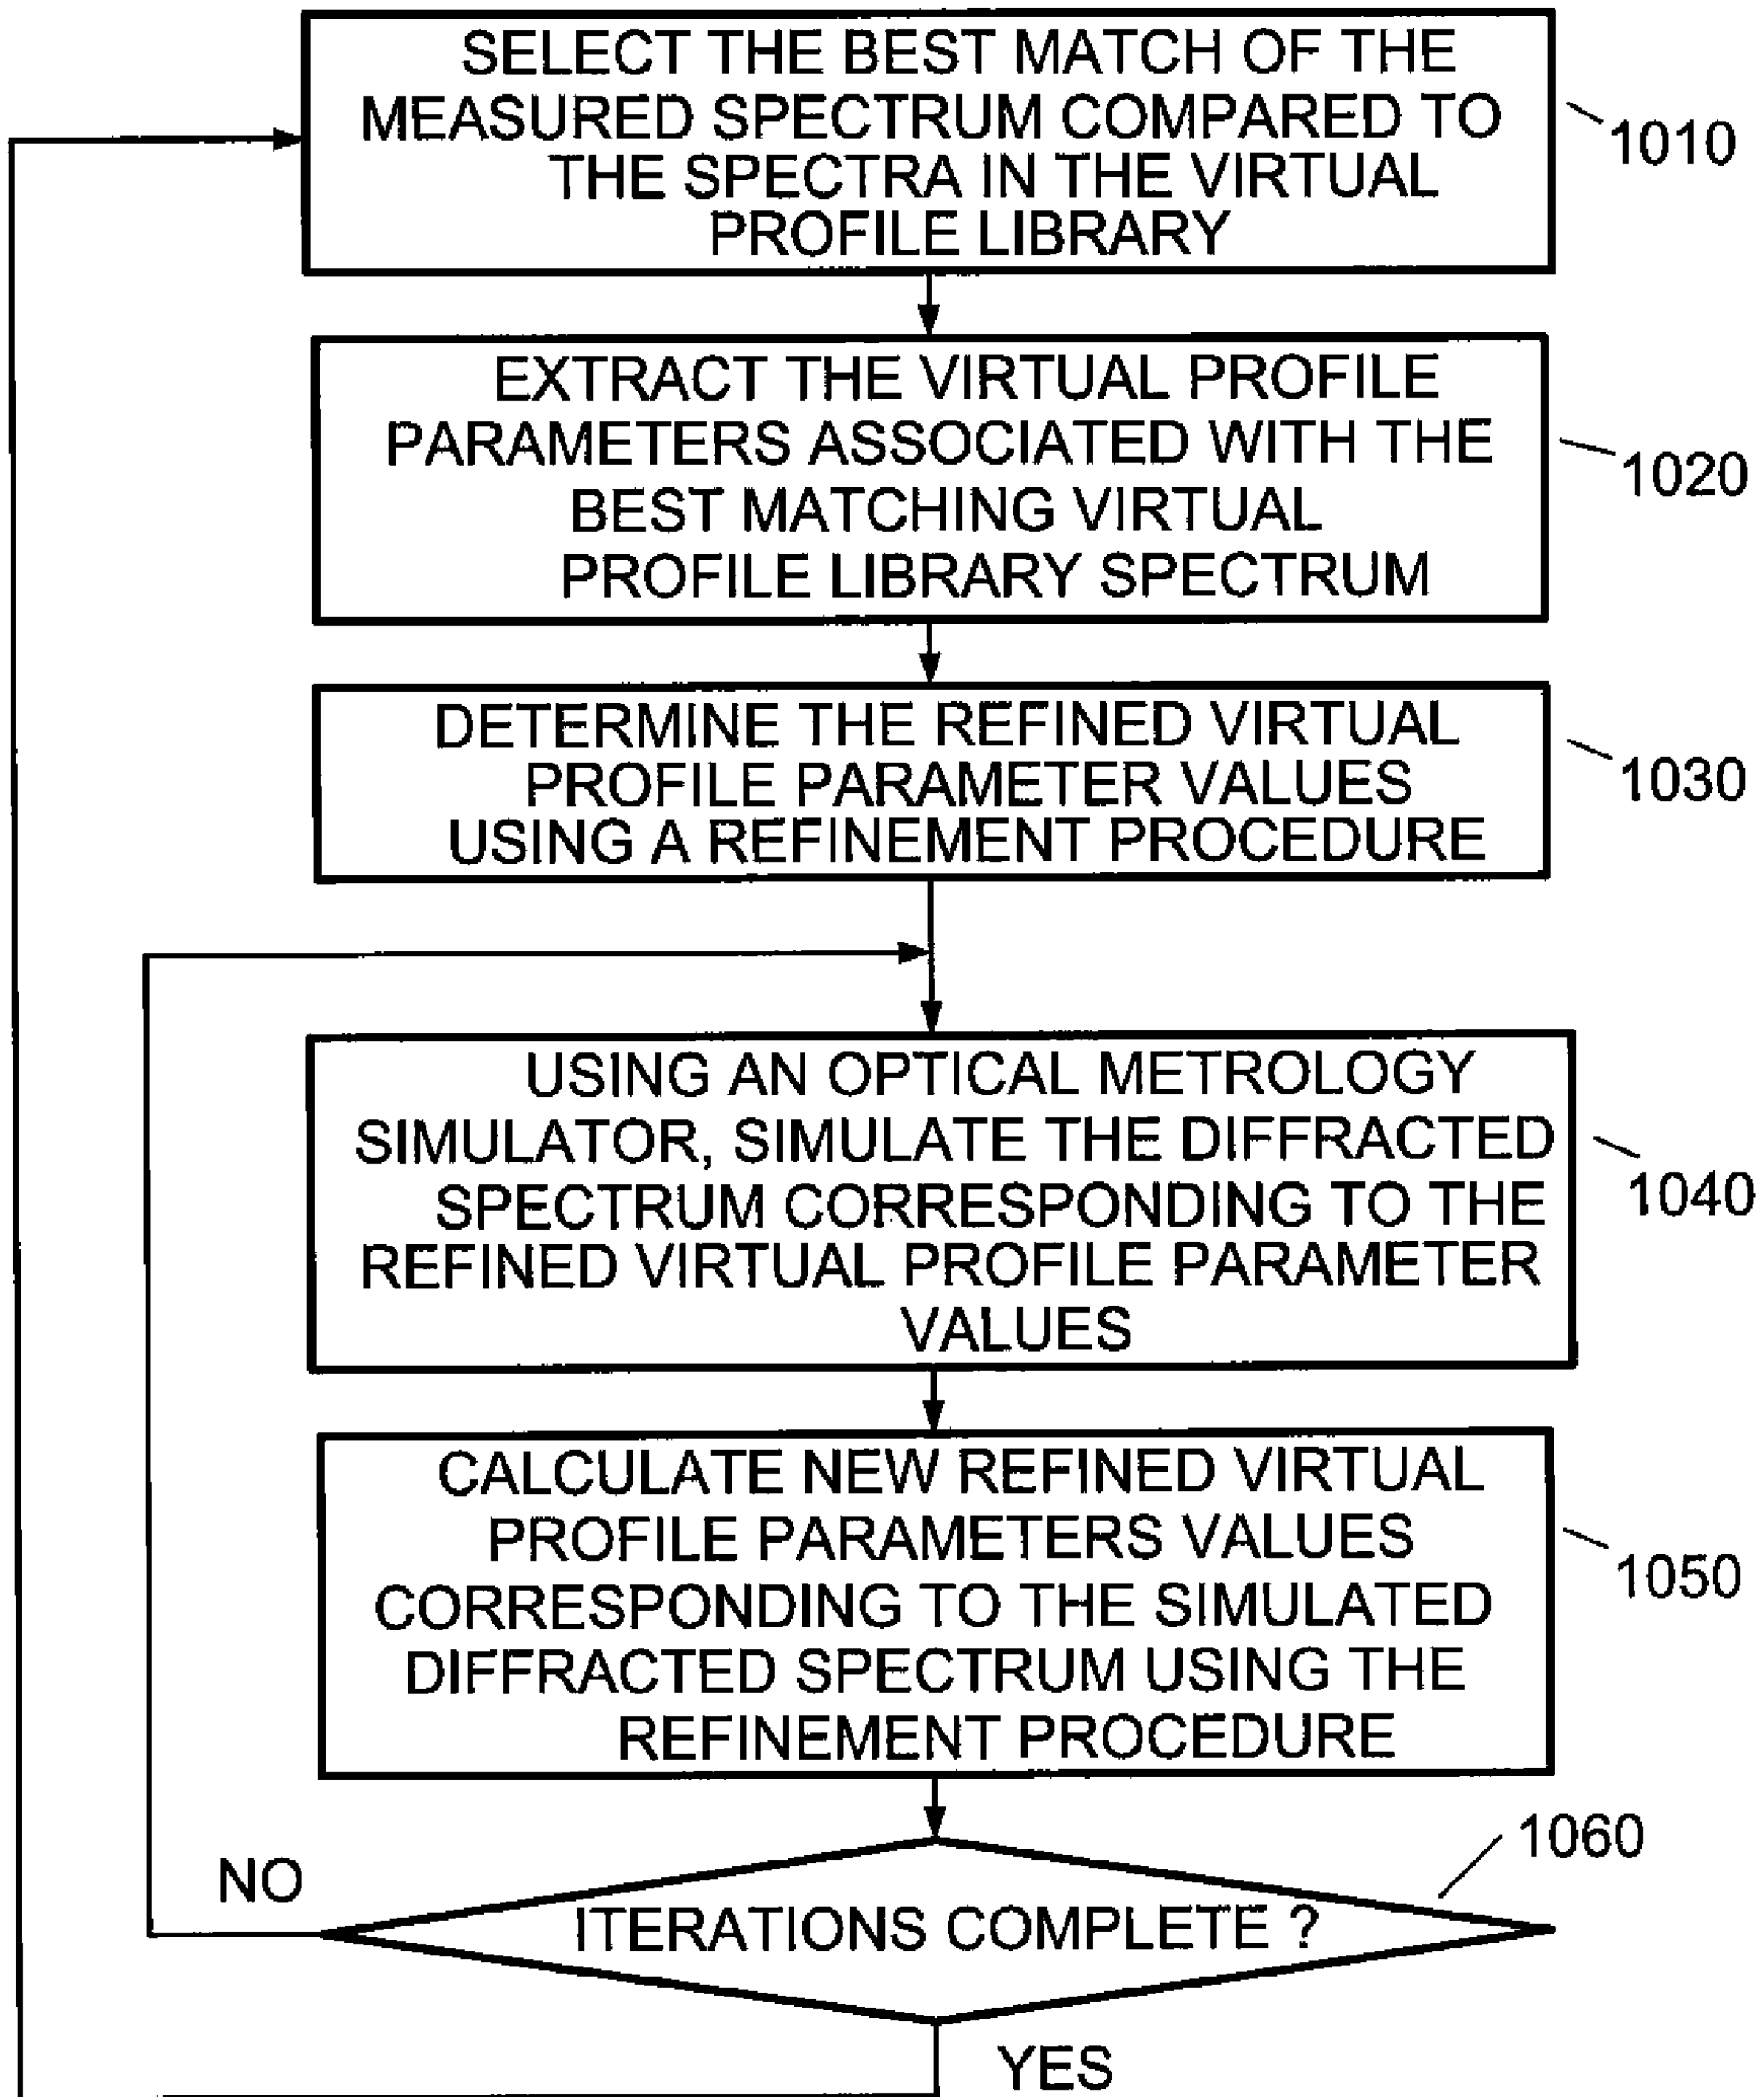 SELECT THE BEST MATCH OF THE
MEASURED SPECTRUM COMPARED TO
THE SPECTRA IN THE VIRTUAL
PROFILE LIBRARY
1010
EXTRACT THE VIRTUAL PROFILE
PARAMETERS ASSOCIATED WITH THE
BEST MATCHING VIRTUAL
PROFILE LIBRARY SPECTRUM
1020
DETERMINE THE REFINED VIRTUAL
PROFILE PARAMETER VALUES
USING A REFINEMENT PROCEDURE
1030
USING AN OPTICAL METROLOGY
SIMULATOR, SIMULATE THE DIFFRACTED
SPECTRUM CORRESPONDING TO THE
REFINED VIRTUAL PROFILE PARAMETER
VALUES
1040
CALCULATE NEW REFINED VIRTUAL
PROFILE PARAMETERS VALUES
CORRESPONDING TO THE SIMULATED
DIFFRACTED SPECTRUM USING THE
REFINEMENT PROCEDURE
1050
1060
NO
ITERATIONS COMPLETE ?
YES